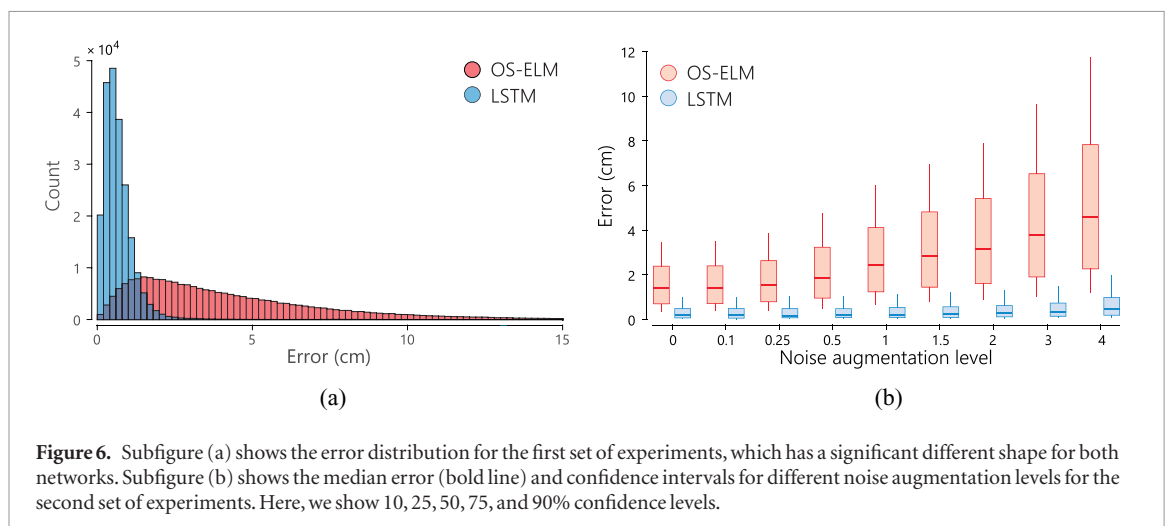 × 10⁴
5
4
3
2
1
0
Count
0
5
10
15
Error (cm)
OS-ELM
LSTM
(a)
12
10
8
6
4
2
0
Error (cm)
OS-ELM
LSTM
0
0.1
0.25
0.5
1
1.5
2
3
4
Noise augmentation level
(b)
Figure 6. Subfigure (a) shows the error distribution for the first set of experiments, which has a significant different shape for both
networks. Subfigure (b) shows the median error (bold line) and confidence intervals for different noise augmentation levels for the
second set of experiments. Here, we show 10, 25, 50, 75, and 90% confidence levels.